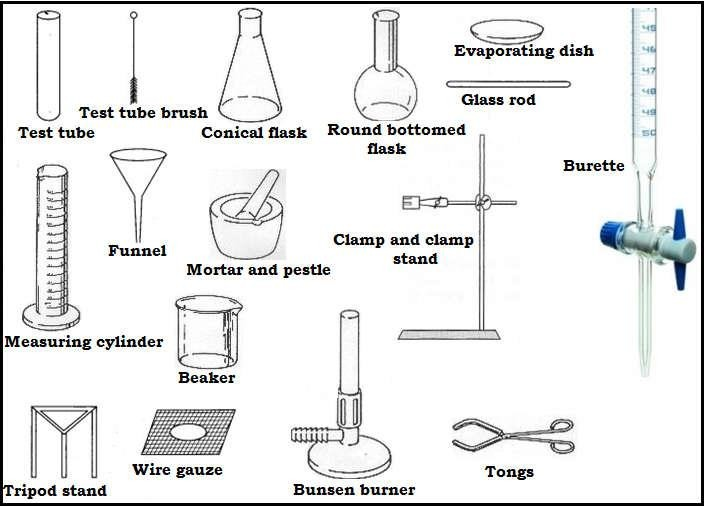 45
46
47
48
49
50
Evaporating dish
Glass rod
Test tube brush
Test tube
Conical flask
Round bottomed
flask
Burette
Funnel
Mortar and pestle
Clamp and clamp
stand
Measuring cylinder
Beaker
Wire gauze
Tongs
Tripod stand
Bunsen burner